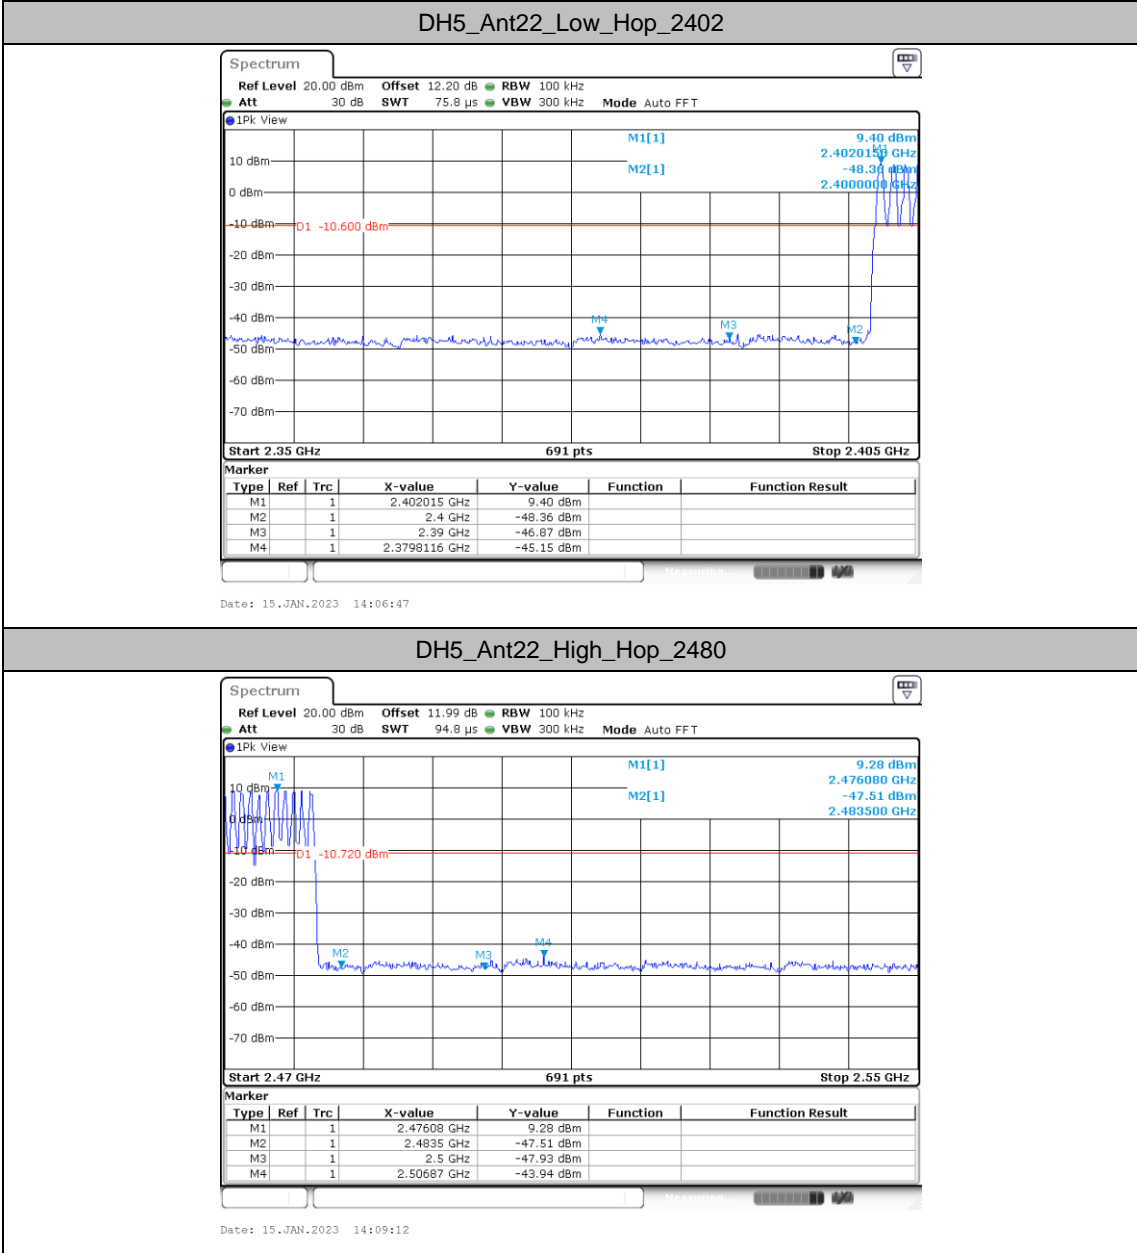 DH5_Ant22_Low_Hop_2402
Spectrum
Ref Level 20.00 dBm Offset 12.20 dB RBW 100 kHz
Att 30 dB SWT 75.8 µs VBW 300 kHz Mode Auto FFT
1Pk View
M1[1] 9.40 dBm
2.4020150 GHz
M2[1] -48.36 dBm
2.4000000 GHz
M1
10 dBm
0 dBm
-10 dBm
D1 -10.600 dBm
-20 dBm
-30 dBm
-40 dBm
M4 M3 M2
-50 dBm
-60 dBm
-70 dBm
Start 2.35 GHz 691 pts Stop 2.405 GHz
Marker
Type Ref Trc X-value Y-value Function Function Result
M1 1 2.402015 GHz 9.40 dBm
M2 1 2.4 GHz -48.36 dBm
M3 1 2.39 GHz -46.87 dBm
M4 1 2.3798116 GHz -45.15 dBm
Measuring...
Date: 15.JAN.2023 14:06:47
DH5_Ant22_High_Hop_2480
Spectrum
Ref Level 20.00 dBm Offset 11.99 dB RBW 100 kHz
Att 30 dB SWT 94.8 µs VBW 300 kHz Mode Auto FFT
1Pk View
M1[1] 9.28 dBm
2.476080 GHz
M2[1] -47.51 dBm
2.483500 GHz
M1
10 dBm
0 dBm
-10 dBm
D1 -10.720 dBm
-20 dBm
-30 dBm
-40 dBm
M2 M3 M4
-50 dBm
-60 dBm
-70 dBm
Start 2.47 GHz 691 pts Stop 2.55 GHz
Marker
Type Ref Trc X-value Y-value Function Function Result
M1 1 2.47608 GHz 9.28 dBm
M2 1 2.4835 GHz -47.51 dBm
M3 1 2.5 GHz -47.93 dBm
M4 1 2.50687 GHz -43.94 dBm
Measuring...
Date: 15.JAN.2023 14:09:12